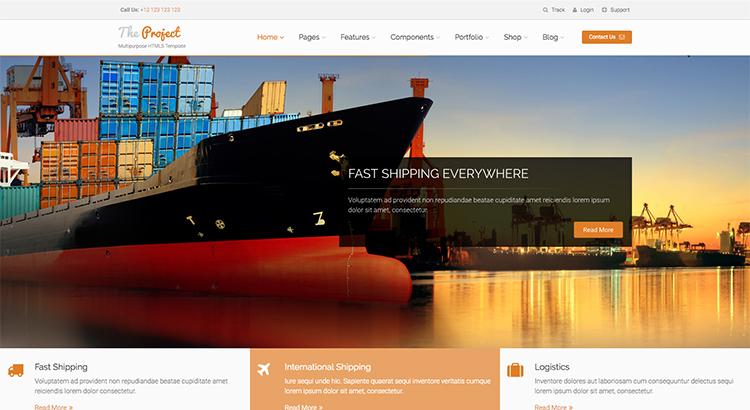 Call Us: +12 123 123 123
Track Login Support
The Project
Multipurpose HTML5 Template
Home Pages Features Components Portfolio Shop Blog Contact Us
FAST SHIPPING EVERYWHERE
Voluptatem ad provident non repudiandae beatae cupiditate amet reiciendis lorem ipsum
dolor sit amet, consectetur.
Read More
Fast Shipping
Voluptatem ad provident non repudiandae beatae cupiditate amet
reiciendis lorem ipsum dolor sit amet, consectetur.
Read More »
International Shipping
Iure sequi unde hic. Sapiente quaerat sequi inventore veritatis cumque
lorem ipsum dolor sit amet, consectetur.
Read More »
Logistics
Inventore dolores aut laboriosam cum consequuntur delectus sequi
lorem ipsum dolor sit amet, consectetur.
Read More »